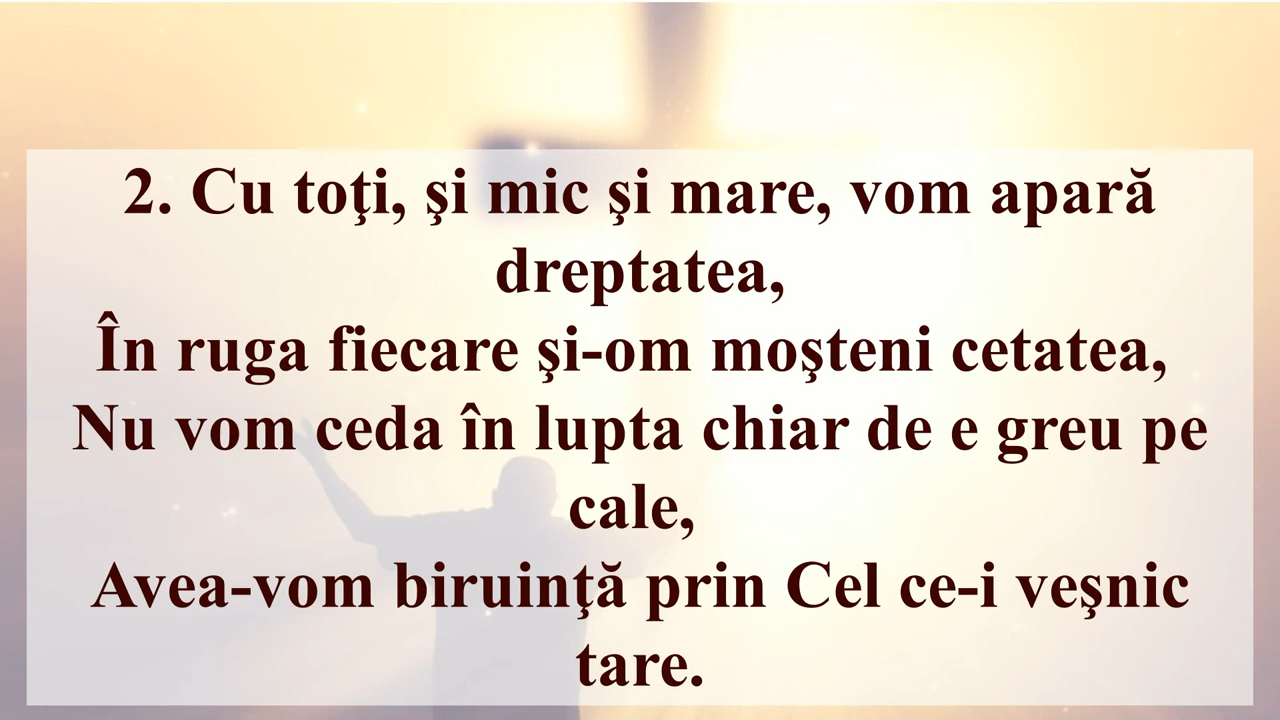 2. Cu toţi, şi mic şi mare, vom apară
dreptatea,
În ruga fiecare şi-om moşteni cetatea,
Nu vom ceda în lupta chiar de e greu pe
cale,
Avea-vom biruinţă prin Cel ce-i veşnic
tare.